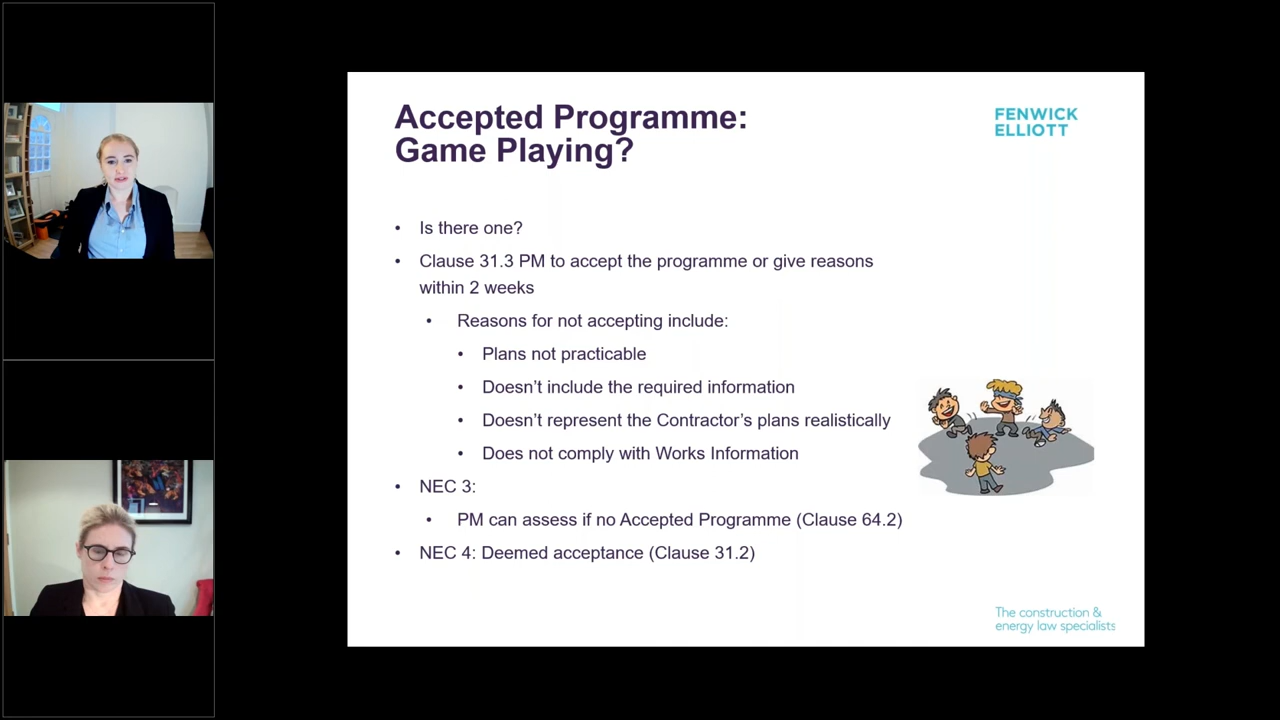 Accepted Programme:
Game Playing?
FENWICK
ELLIOTT
• Is there one?
• Clause 31.3 PM to accept the programme or give reasons
within 2 weeks
• Reasons for not accepting include:
• Plans not practicable
• Doesn't include the required information
• Doesn't represent the Contractor's plans realistically
• Does not comply with Works Information
• NEC 3:
• PM can assess if no Accepted Programme (Clause 64.2)
• NEC 4: Deemed acceptance (Clause 31.2)
The construction &
energy law specialists